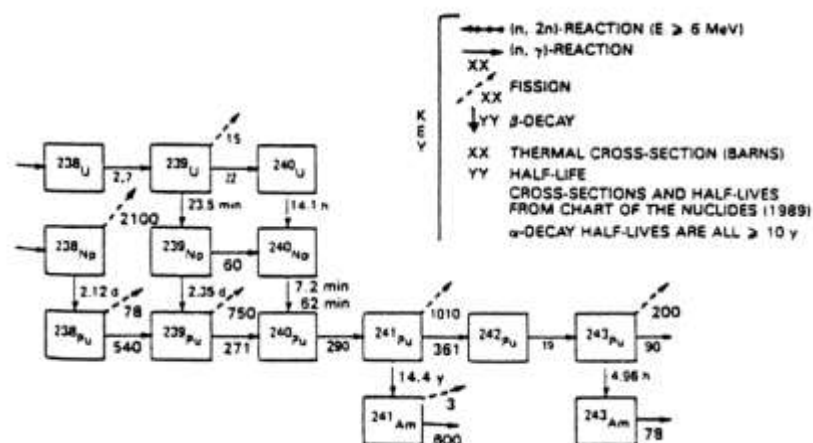 (n, 2n)-REACTION (E ⩾ 6 MeV)
(n, γ)-REACTION
XX
FISSION
XX
YY β-DECAY
KEY
XX THERMAL CROSS-SECTION (BARNS)
YY HALF-LIFE
CROSS-SECTIONS AND HALF-LIVES
FROM CHART OF THE NUCLIDES (1989)
α-DECAY HALF-LIVES ARE ALL ⩾ 10 y
15
238U 2.7 239U 22 240U
2100 23.5 min 14.1 h
238Np 239Np 60 240Np
2.12 d 78 2.35 d 750 7.2 min
62 min
1010 200
238Pu 540 239Pu 271 240Pu 290 241Pu 361 242Pu 19 243Pu 90
14.4 y 4.96 h
3
241Am 600 243Am 78